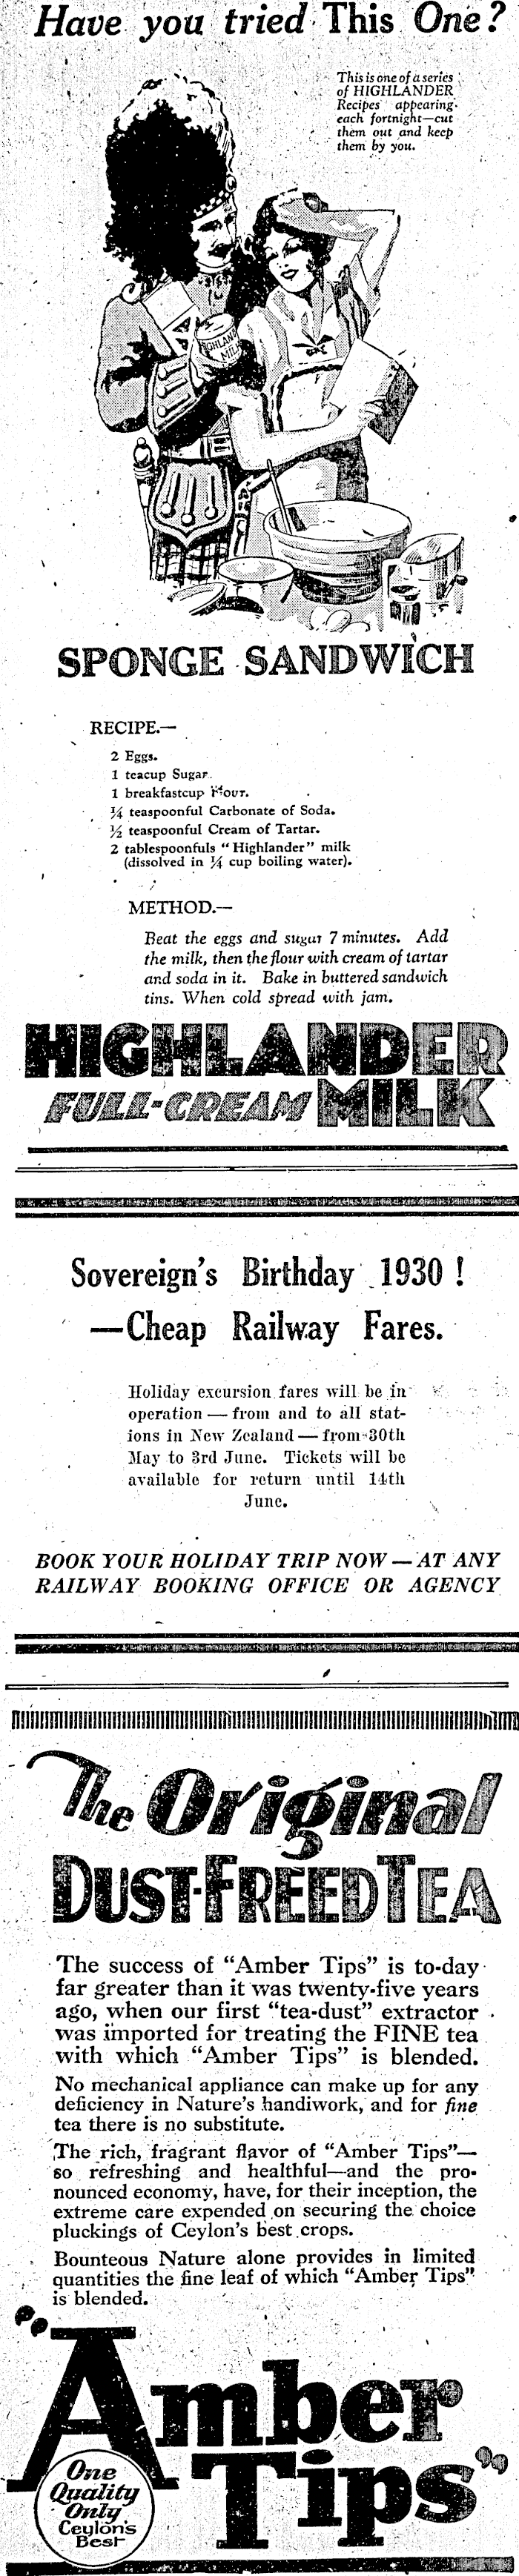 Have you tried This One?
This is one of a series
of HIGHLANDER
Recipes appearing
each fortnight—cut
them out and keep
them by you.
HIGHLAND
MILK
SPONGE SANDWICH
RECIPE.—
2 Eggs.
1 teacup Sugar.
1 breakfastcup Flour.
¼ teaspoonful Carbonate of Soda.
½ teaspoonful Cream of Tartar.
2 tablespoonfuls "Highlander" milk
(dissolved in ¼ cup boiling water).
METHOD.—
Beat the eggs and sugar 7 minutes. Add
the milk, then the flour with cream of tartar
and soda in it. Bake in buttered sandwich
tins. When cold spread with jam.
HIGHLANDER
FULL-CREAM MILK
Sovereign's Birthday 1930!
—Cheap Railway Fares.
Holiday excursion fares will be in
operation — from and to all stat-
ions in New Zealand — from 30th
May to 3rd June. Tickets will be
available for return until 14th
June.
BOOK YOUR HOLIDAY TRIP NOW — AT ANY
RAILWAY BOOKING OFFICE OR AGENCY
The Original
DUST-FREED TEA
The success of "Amber Tips" is to-day
far greater than it was twenty-five years
ago, when our first "tea-dust" extractor
was imported for treating the FINE tea
with which "Amber Tips" is blended.
No mechanical appliance can make up for any
deficiency in Nature's handiwork, and for fine
tea there is no substitute.
The rich, fragrant flavor of "Amber Tips"—
so refreshing and healthful—and the pro-
nounced economy, have, for their inception, the
extreme care expended on securing the choice
pluckings of Ceylon's best crops.
Bounteous Nature alone provides in limited
quantities the fine leaf of which "Amber Tips"
is blended.
"Amber
Tips"
One
Quality
Only
Ceylon's
Best